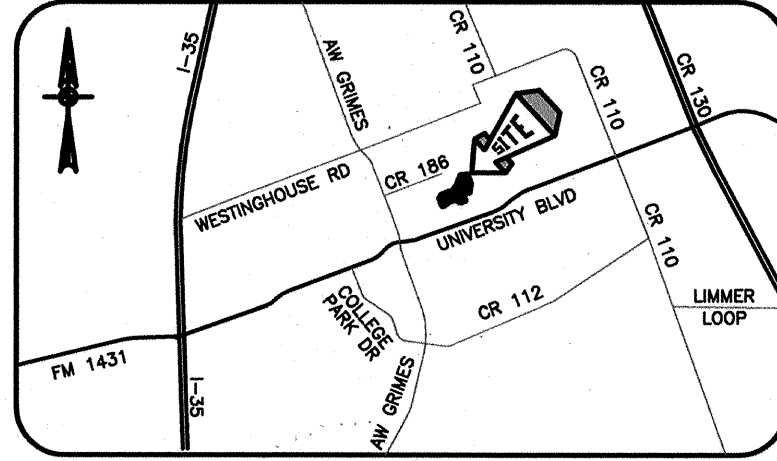 I-35
AW GRIMES
CR 110
CR 110
CR 130
SITE
CR 186
WESTINGHOUSE RD
UNIVERSITY BLVD
CR 110
COLLEGE
PARK DR
CR 112
LIMMER
LOOP
FM 1431
I-35
AW GRIMES